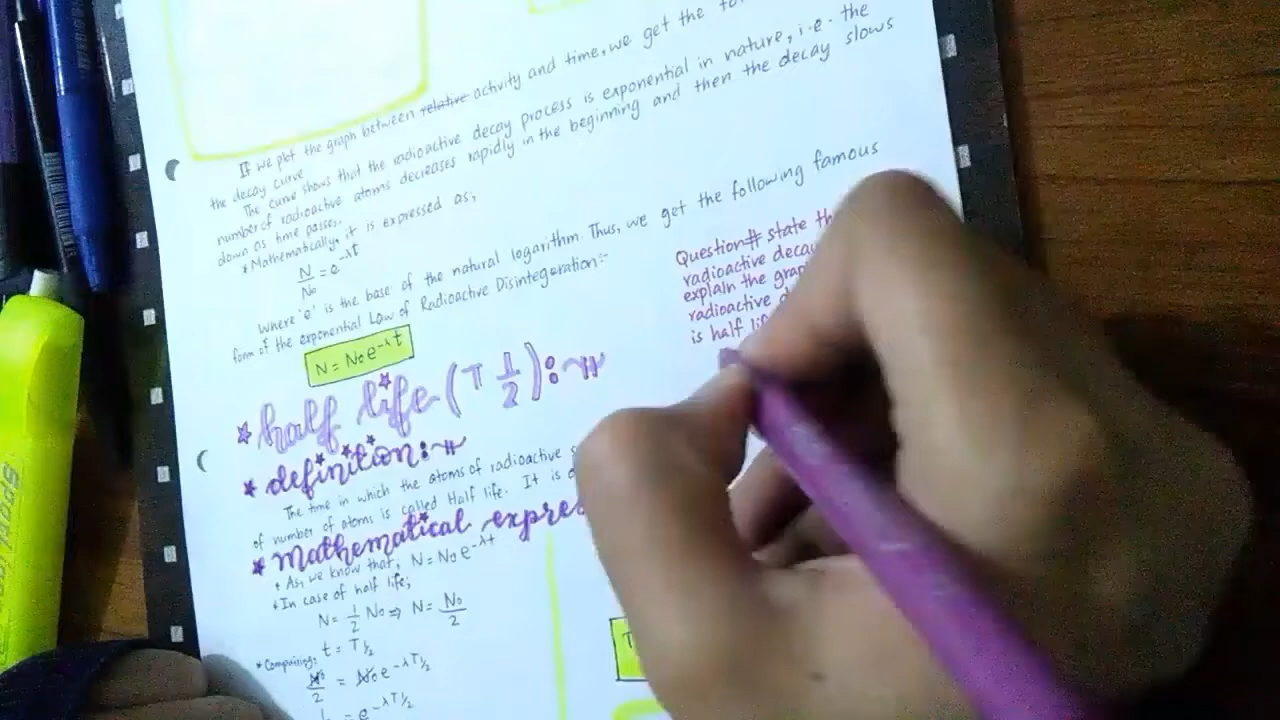 If we plot the graph between relative activity and time, we get the
the decay curve.
The curve shows that the radioactive decay process is exponential in nature, i.e. the
number of radioactive atoms decreases rapidly in the beginning and then the decay slows
down as time passes.
* Mathematically, it is expressed as;
N/No = e^-λt
Where 'e' is the base of the natural logarithm. Thus, we get the following famous
form of the exponential Law of Radioactive Disintegeration:-
N = No e^-λt
Question# state th
radioactive deca
explain the gra
radioactive d
is half lif
* half life (T 1/2):
* definition:
The time in which the atoms of radioactive s
of number of atoms is called Half life. It is
* Mathematical expres
* As, we know that, N = No e^-λt
* In case of half life;
N = 1/2 No ⇒ N = No/2
t = T1/2
* Comparing;
No/2 = No e^-λT1/2
= e^-λT1/2
T
Spotli